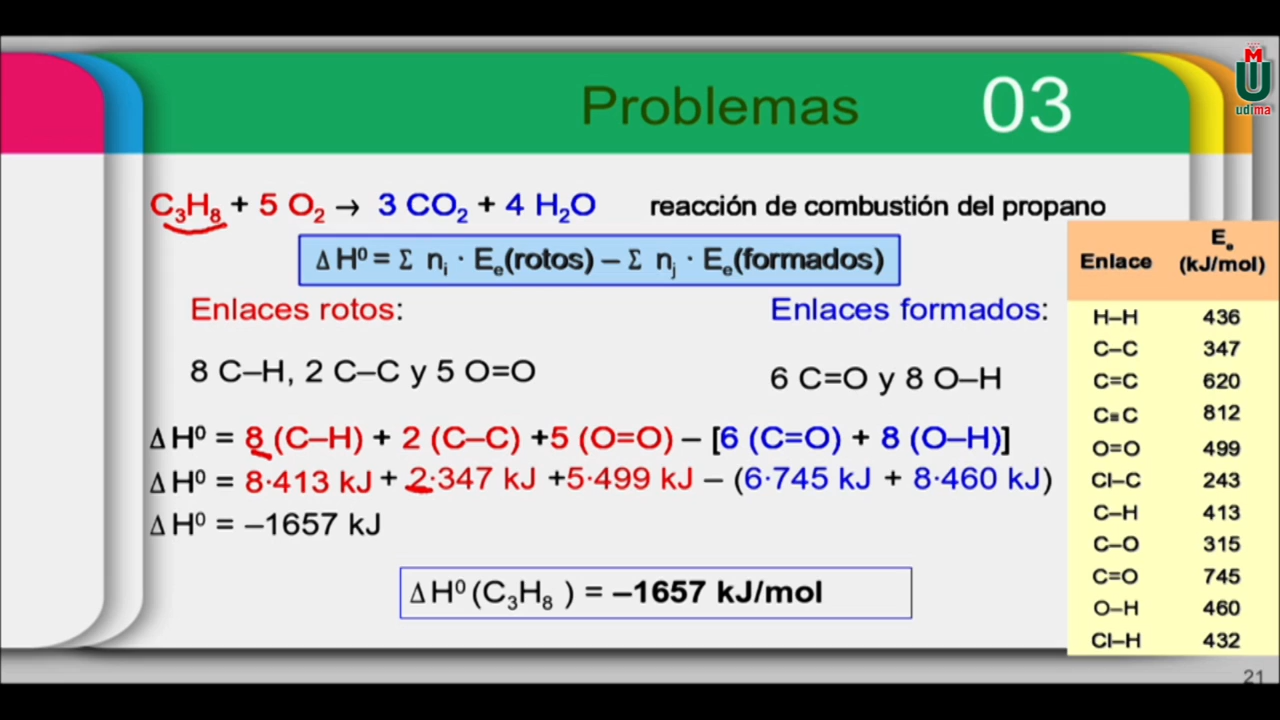 Problemas 03
M
U
udima
C₃H₈ + 5 O₂ → 3 CO₂ + 4 H₂O reacción de combustión del propano
Δ H⁰ = Σ nᵢ · Eₑ(rotos) – Σ nⱼ · Eₑ(formados)
Enlaces rotos: Enlaces formados:
8 C–H, 2 C–C y 5 O=O 6 C=O y 8 O–H
Δ H⁰ = 8 (C–H) + 2 (C–C) +5 (O=O) – [6 (C=O) + 8 (O–H)]
Δ H⁰ = 8·413 kJ + 2·347 kJ +5·499 kJ – (6·745 kJ + 8·460 kJ)
Δ H⁰ = –1657 kJ
Δ H⁰ (C₃H₈ ) = –1657 kJ/mol
Enlace Eₑ (kJ/mol)
H–H 436
C–C 347
C=C 620
C≡C 812
O=O 499
Cl–C 243
C–H 413
C–O 315
C=O 745
O–H 460
Cl–H 432
21